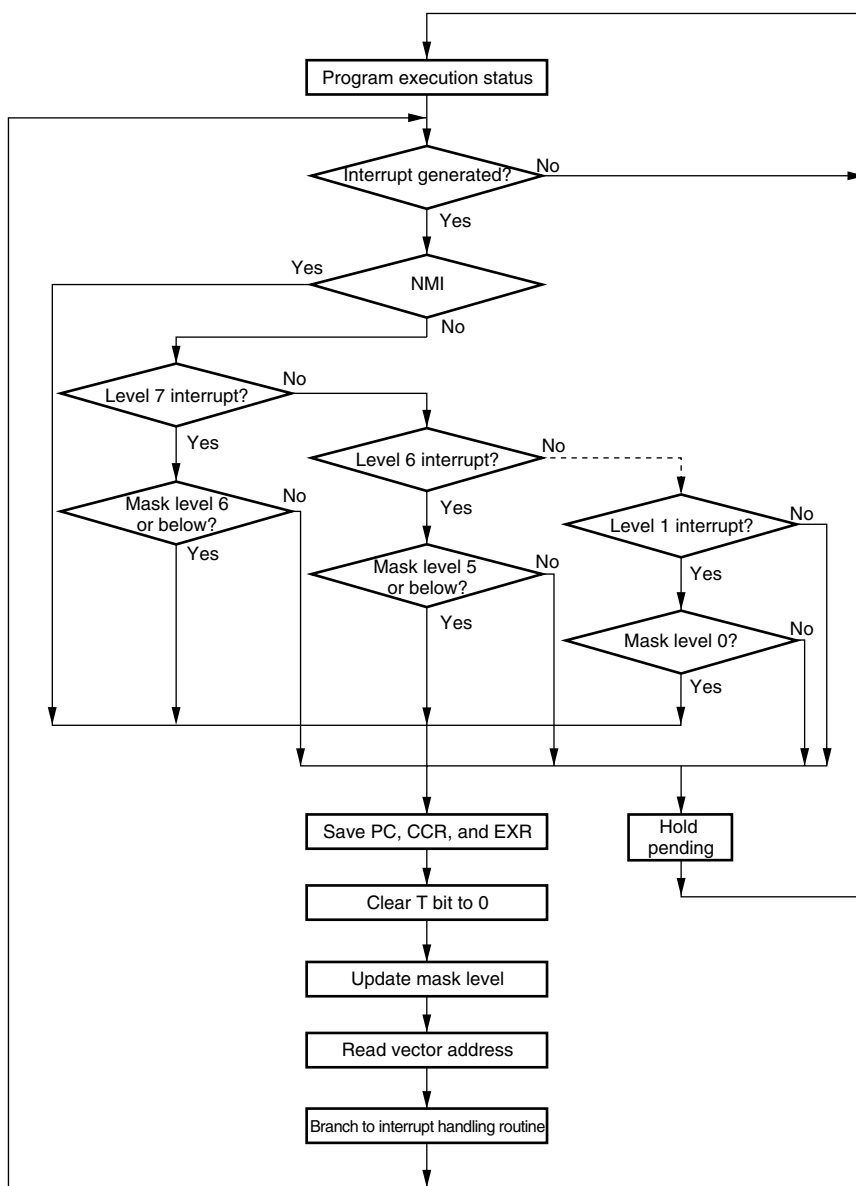 Program execution status
Interrupt generated?
No
Yes
Yes
NMI
No
Level 7 interrupt?
No
Yes
Level 6 interrupt?
No
Yes
Mask level 6
or below?
No
Yes
Level 1 interrupt?
No
Yes
Mask level 5
or below?
No
Yes
Mask level 0?
No
Yes
Save PC, CCR, and EXR
Hold
pending
Clear T bit to 0
Update mask level
Read vector address
Branch to interrupt handling routine